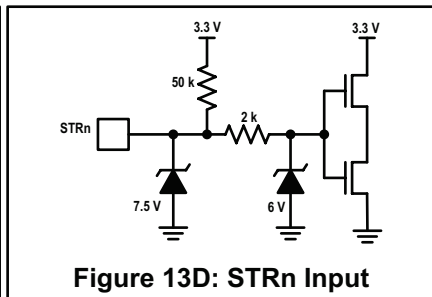 3.3 V
3.3 V
50 k
STRn
2 k
7.5 V
6 V
Figure 13D: STRn Input